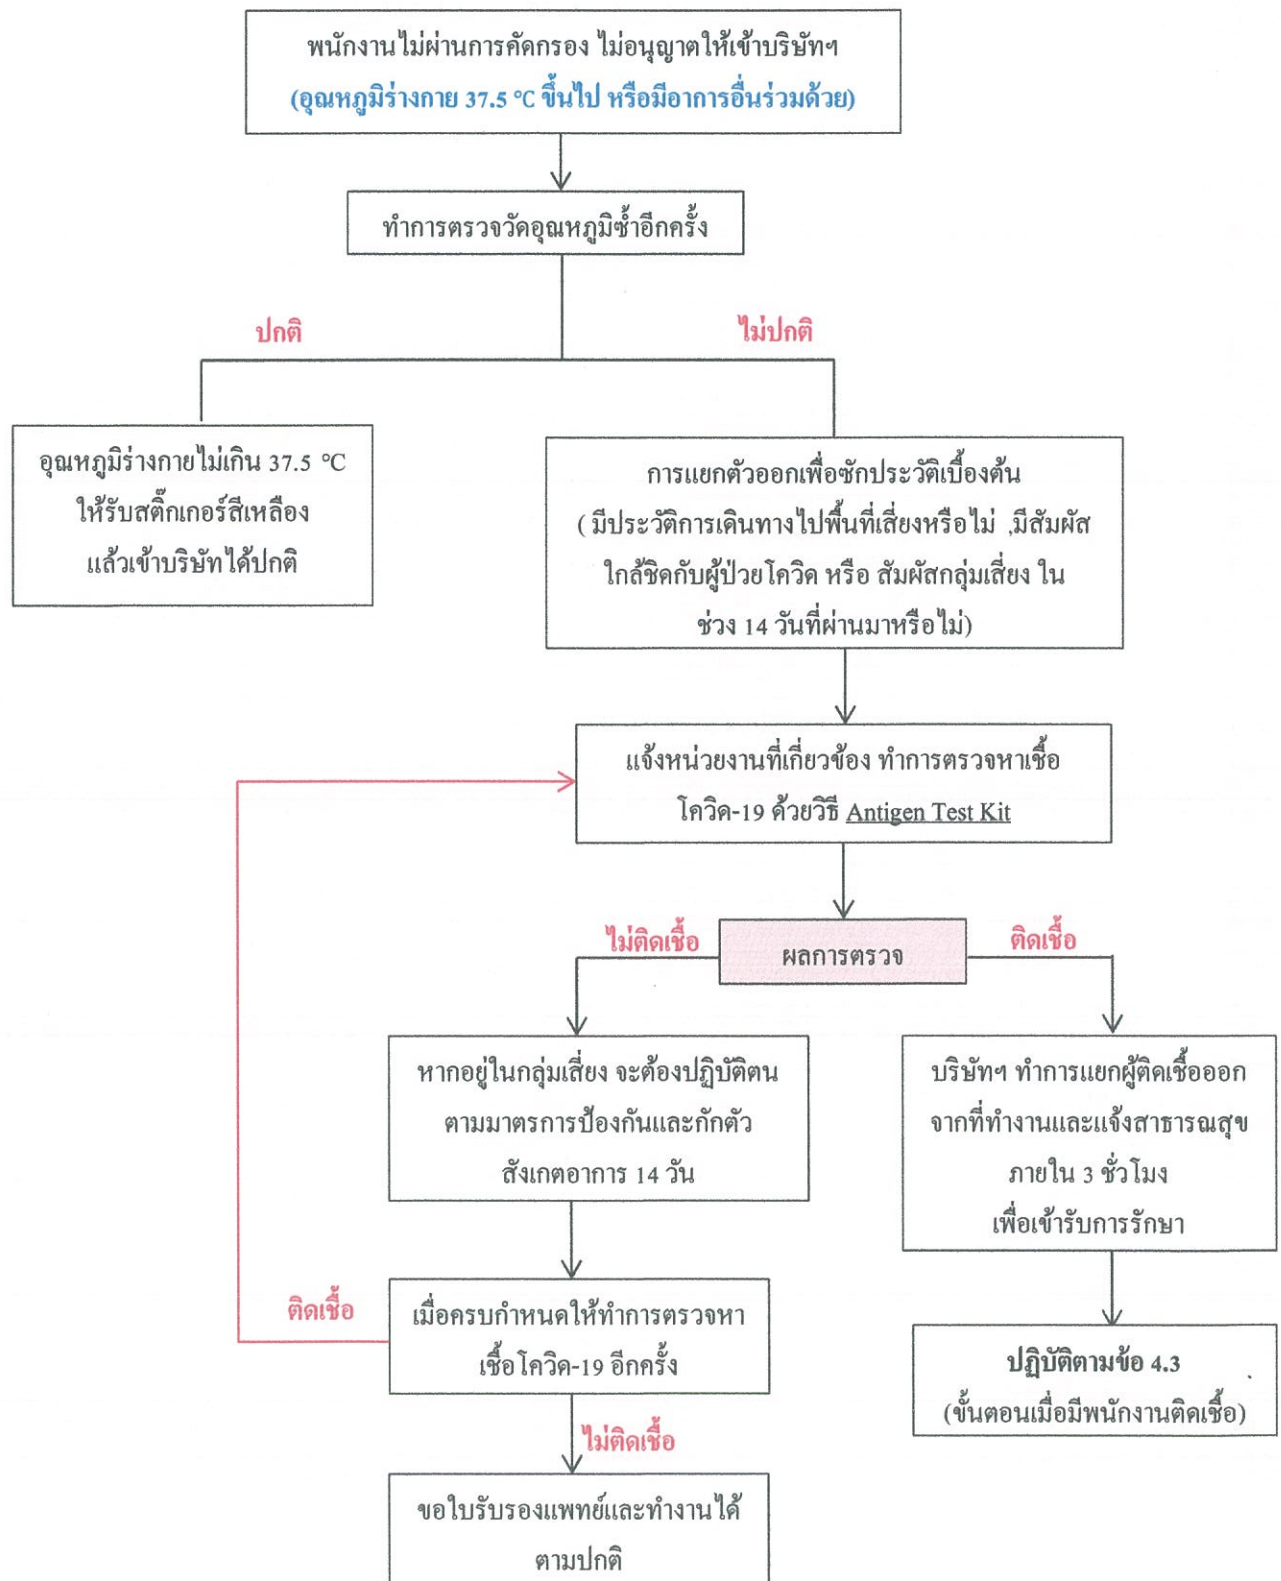 พนักงานไม่ผ่านการคัดกรอง ไม่อนุญาตให้เข้าบริษัทฯ
(อุณหภูมิร่างกาย 37.5 °C ขึ้นไป หรือมีอาการอื่นร่วมด้วย)
ทำการตรวจวัดอุณหภูมิซ้ำอีกครั้ง
ปกติ
ไม่ปกติ
อุณหภูมิร่างกายไม่เกิน 37.5 °C
ให้รับสติ๊กเกอร์สีเหลือง
แล้วเข้าบริษัทได้ปกติ
การแยกตัวออกเพื่อซักประวัติเบื้องต้น
( มีประวัติการเดินทางไปพื้นที่เสี่ยงหรือไม่ ,มีสัมผัส
ใกล้ชิดกับผู้ป่วยโควิด หรือ สัมผัสกลุ่มเสี่ยง ใน
ช่วง 14 วันที่ผ่านมาหรือไม่)
แจ้งหน่วยงานที่เกี่ยวข้อง ทำการตรวจหาเชื้อ
โควิด-19 ด้วยวิธี Antigen Test Kit
ไม่ติดเชื้อ
ผลการตรวจ
ติดเชื้อ
หากอยู่ในกลุ่มเสี่ยง จะต้องปฏิบัติตน
ตามมาตรการป้องกันและกักตัว
สังเกตอาการ 14 วัน
บริษัทฯ ทำการแยกผู้ติดเชื้อออก
จากที่ทำงานและแจ้งสาธารณสุข
ภายใน 3 ชั่วโมง
เพื่อเข้ารับการรักษา
ติดเชื้อ
เมื่อครบกำหนดให้ทำการตรวจหา
เชื้อโควิด-19 อีกครั้ง
ปฏิบัติตามข้อ 4.3
(ขั้นตอนเมื่อมีพนักงานติดเชื้อ)
ไม่ติดเชื้อ
ขอใบรับรองแพทย์และทำงานได้
ตามปกติ